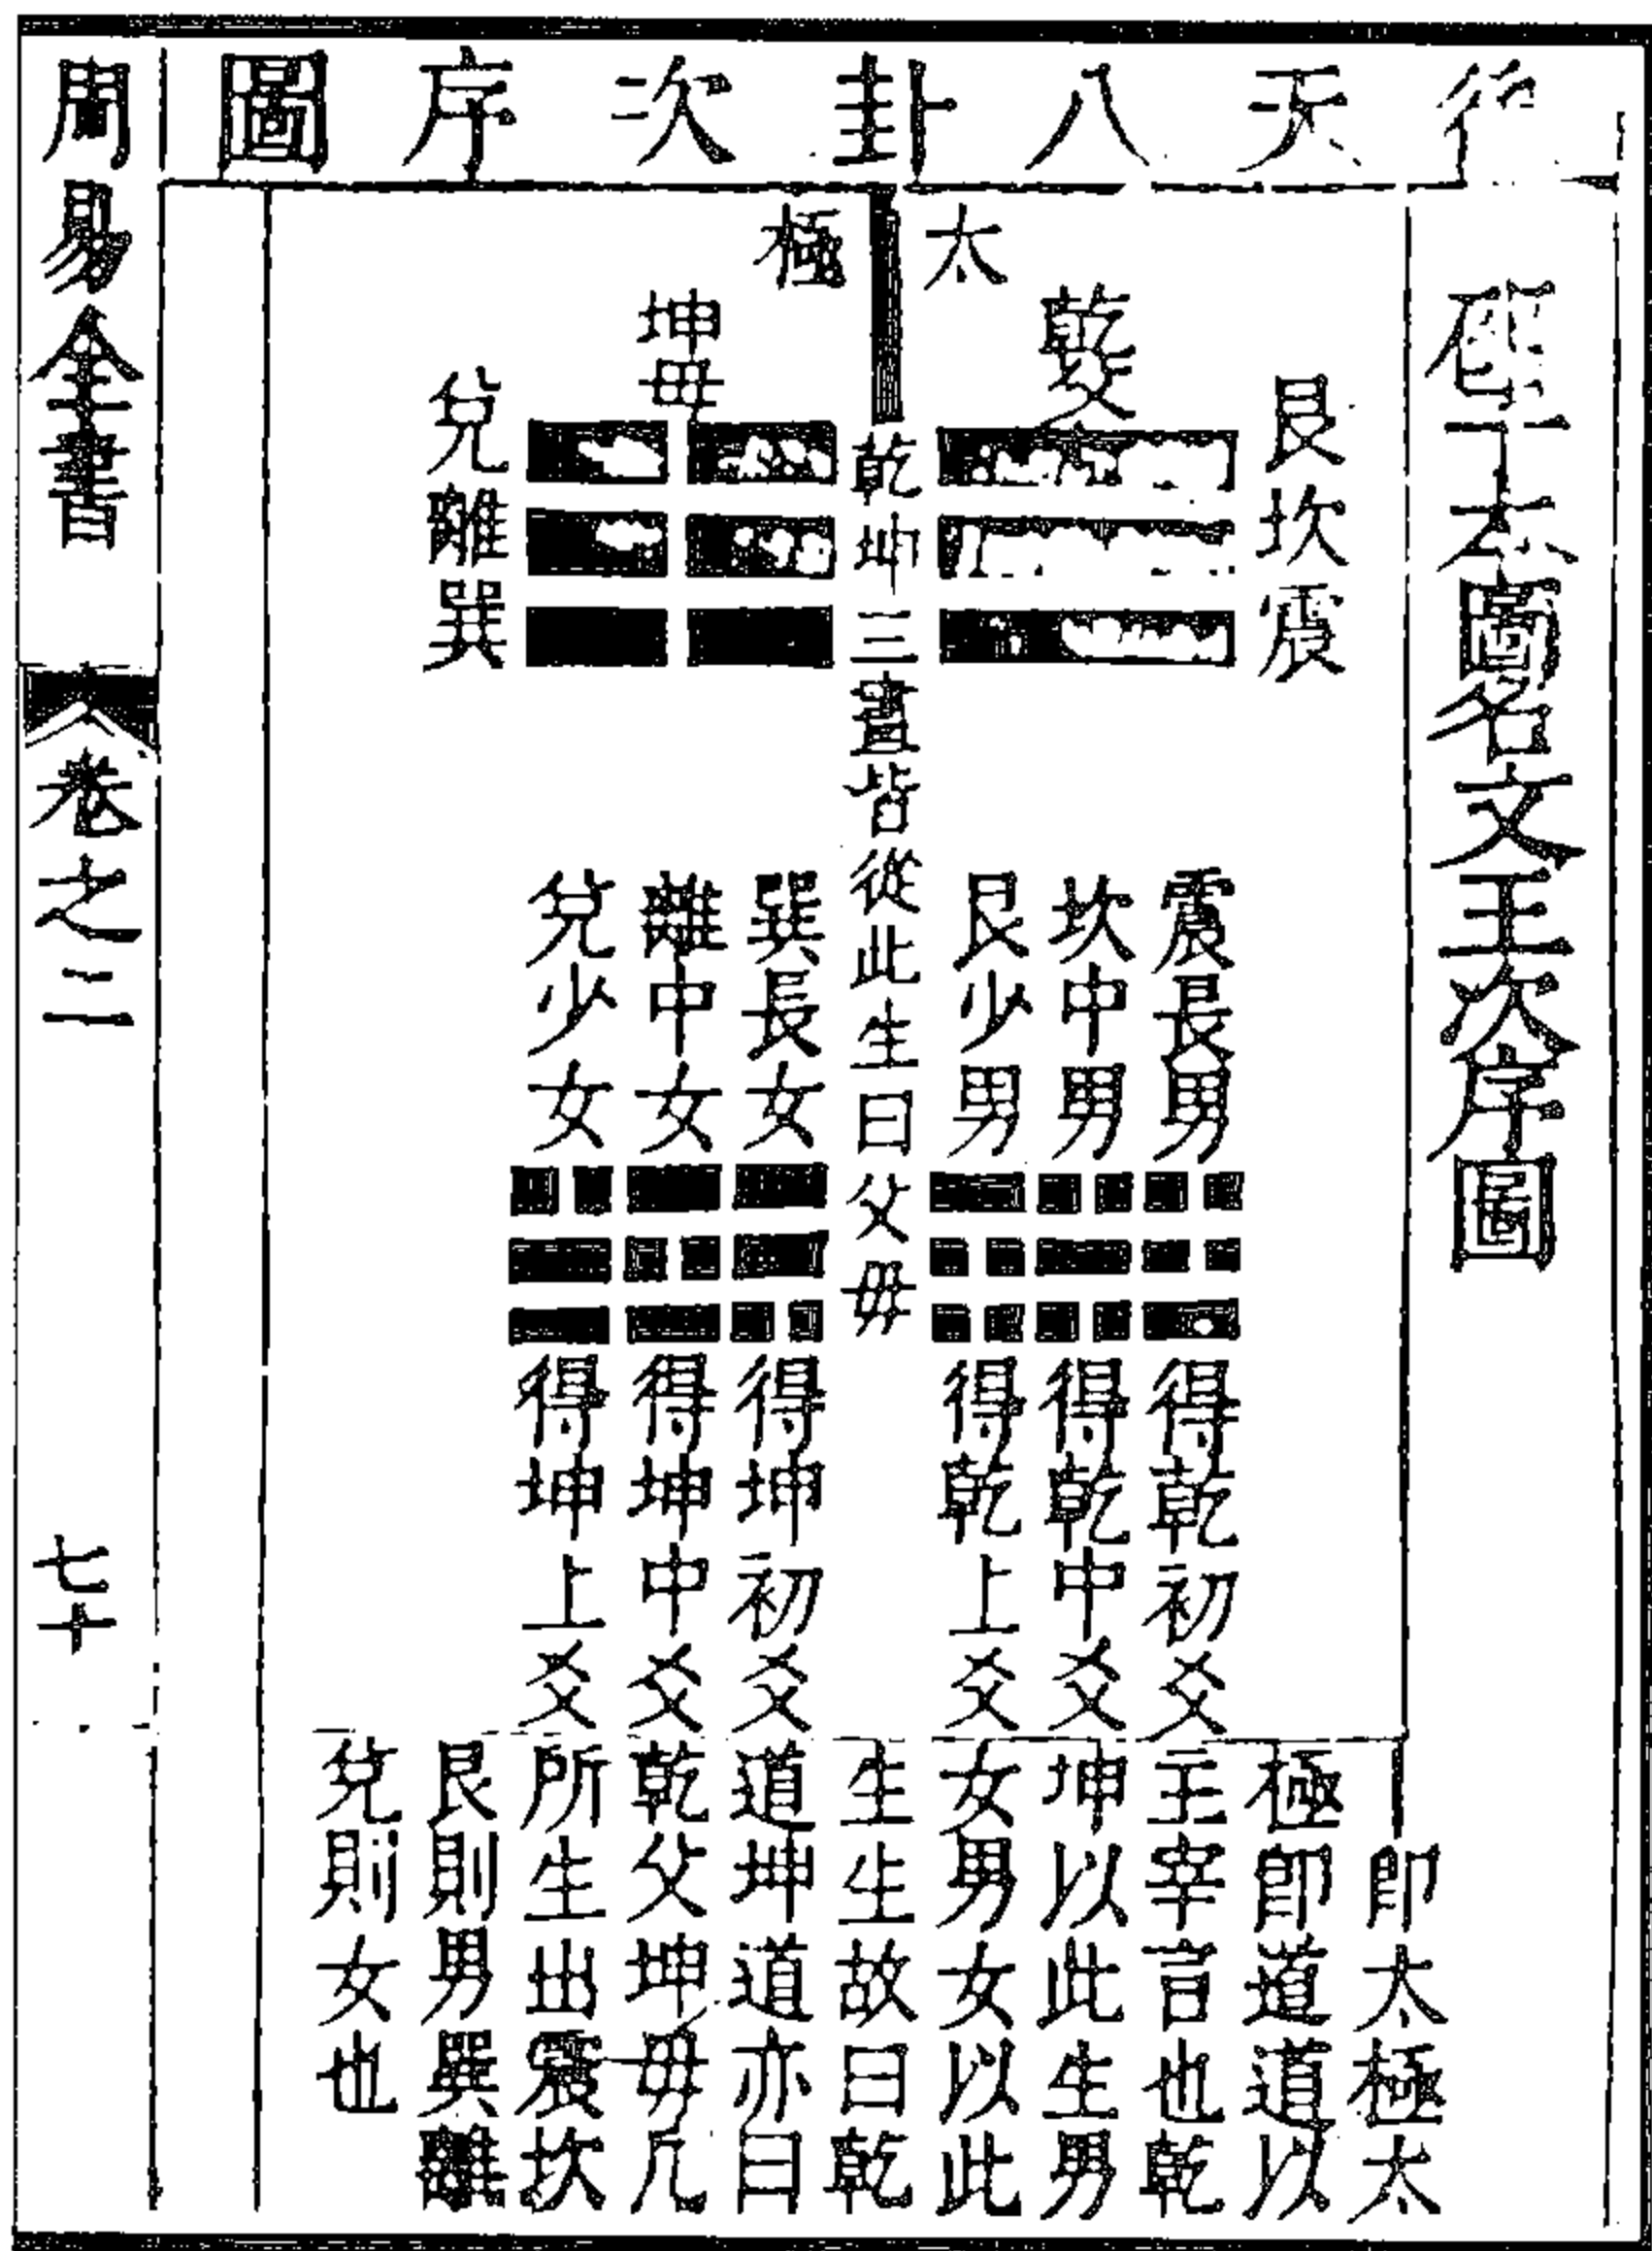 後天八卦次序圖
本圖名文王次序圖
太極
乾父
坤毋
艮坎震
兌離巽
乾坤三畫皆從此生曰父毋
震長男
得乾初爻
坎中男
得乾中爻
艮少男
得乾上爻
巽長女
得坤初爻
離中女
得坤中爻
兌少女
得坤上爻
丨即太極太
極即道道以
主宰言也乾
坤以此生男
女男女以此
生生故曰乾
道坤道亦曰
乾父坤毋凡
所生出震坎
艮則男巽離
兌則女也
周易全書
卷之二
七十